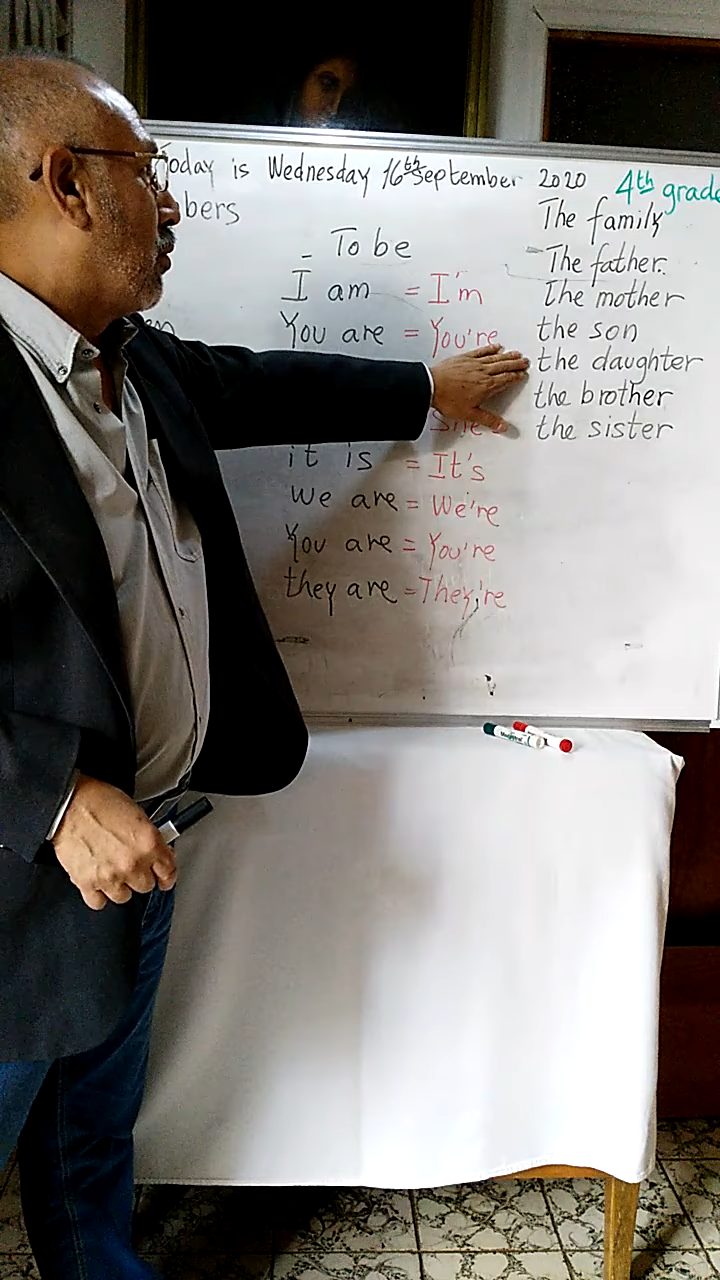 Today is Wednesday 16th September 2020
4th grade
bers
To be
I am = I'm
You are = You're
it is = It's
we are = We're
You are = You're
they are = They're
The family
The father.
The mother
the son
the daughter
the brother
the sister